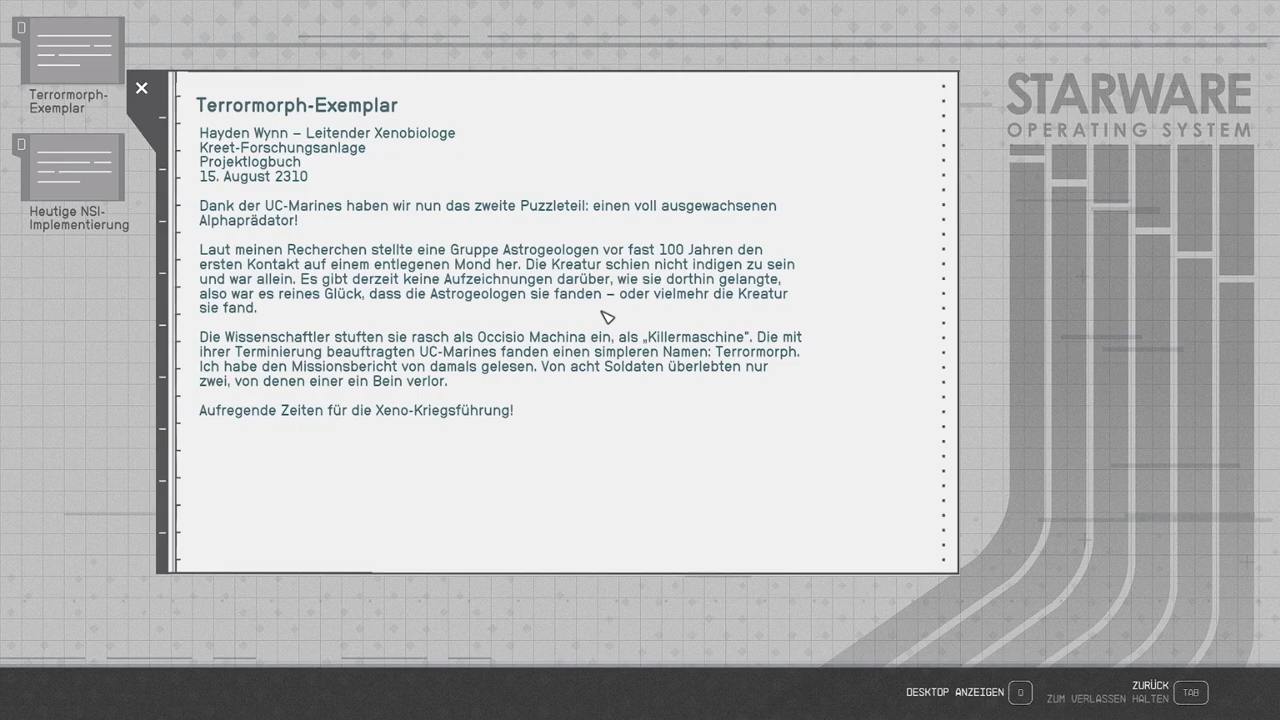 D
Terrormorph-
Exemplar
D
Heutige NSI-
Implementierung
Terrormorph-Exemplar
Hayden Wynn – Leitender Xenobiologe
Kreet-Forschungsanlage
Projektlogbuch
15. August 2310
Dank der UC-Marines haben wir nun das zweite Puzzleteil: einen voll ausgewachsenen
Alphaprädator!
Laut meinen Recherchen stellte eine Gruppe Astrogeologen vor fast 100 Jahren den
ersten Kontakt auf einem entlegenen Mond her. Die Kreatur schien nicht indigen zu sein
und war allein. Es gibt derzeit keine Aufzeichnungen darüber, wie sie dorthin gelangte,
also war es reines Glück, dass die Astrogeologen sie fanden – oder vielmehr die Kreatur
sie fand.
Die Wissenschaftler stuften sie rasch als Occisio Machina ein, als „Killermaschine". Die mit
ihrer Terminierung beauftragten UC-Marines fanden einen simpleren Namen: Terrormorph.
Ich habe den Missionsbericht von damals gelesen. Von acht Soldaten überlebten nur
zwei, von denen einer ein Bein verlor.
Aufregende Zeiten für die Xeno-Kriegsführung!
STARWARE
OPERATING SYSTEM
DESKTOP ANZEIGEN Q
ZURÜCK
ZUM VERLASSEN HALTEN TAB